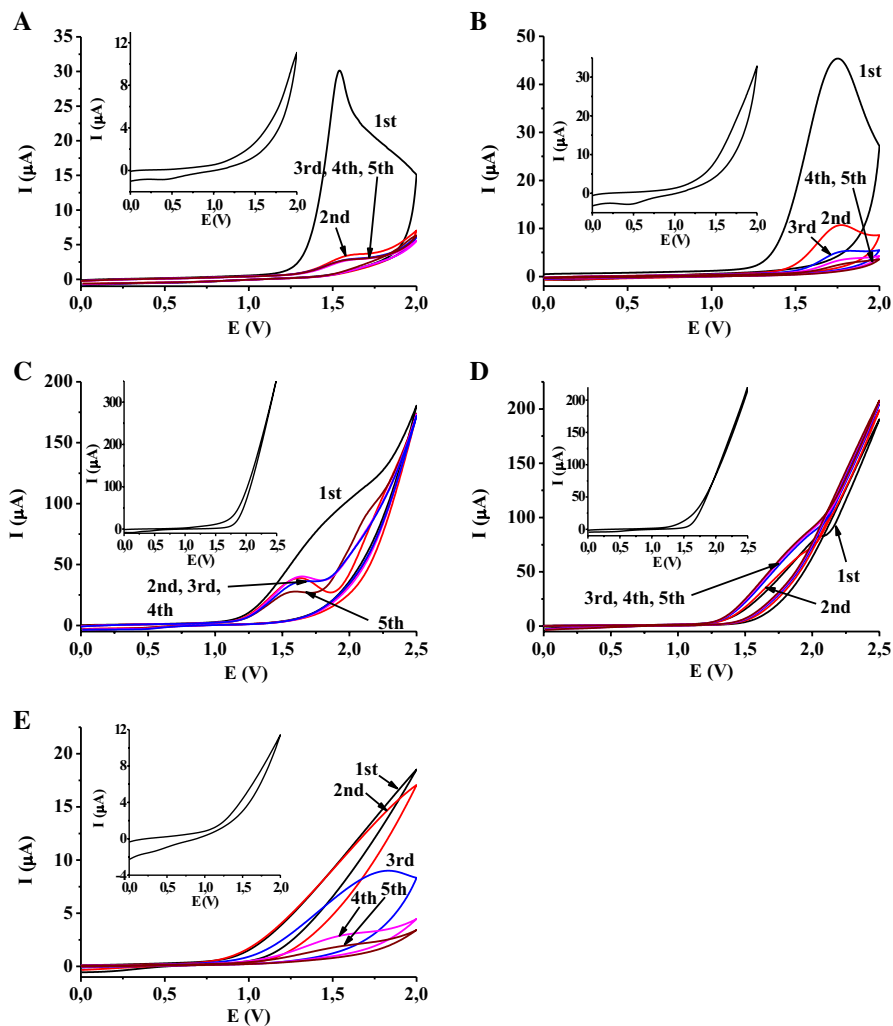 A
I (μA)
35
30
25
20
15
10
5
0
0,0
0,5
1,0
1,5
2,0
E (V)
1st
3rd, 4th, 5th
2nd
I (μA)
12
8
4
0
0,0
0,5
1,0
1,5
2,0
E(V)
B
I (μA)
50
40
30
20
10
0
0,0
0,5
1,0
1,5
2,0
E (V)
1st
4th, 5th
3rd
2nd
I (μA)
30
20
10
0
0,0
0,5
1,0
1,5
2,0
E(V)
C
I (μA)
200
150
100
50
0
0,0
0,5
1,0
1,5
2,0
2,5
E (V)
1st
2nd, 3rd,
4th
5th
I (μA)
300
200
100
0
0,0
0,5
1,0
1,5
2,0
2,5
E(V)
D
I (μA)
200
150
100
50
0
0,0
0,5
1,0
1,5
2,0
2,5
E (V)
1st
3rd, 4th, 5th
2nd
I (μA)
200
150
100
50
0
0,0
0,5
1,0
1,5
2,0
2,5
E(V)
E
I (μA)
20
15
10
5
0
0,0
0,5
1,0
1,5
2,0
E (V)
1st
2nd
3rd
4th
5th
I (μA)
12
8
4
0
-4
0,0
0,5
1,0
1,5
2,0
E(V)